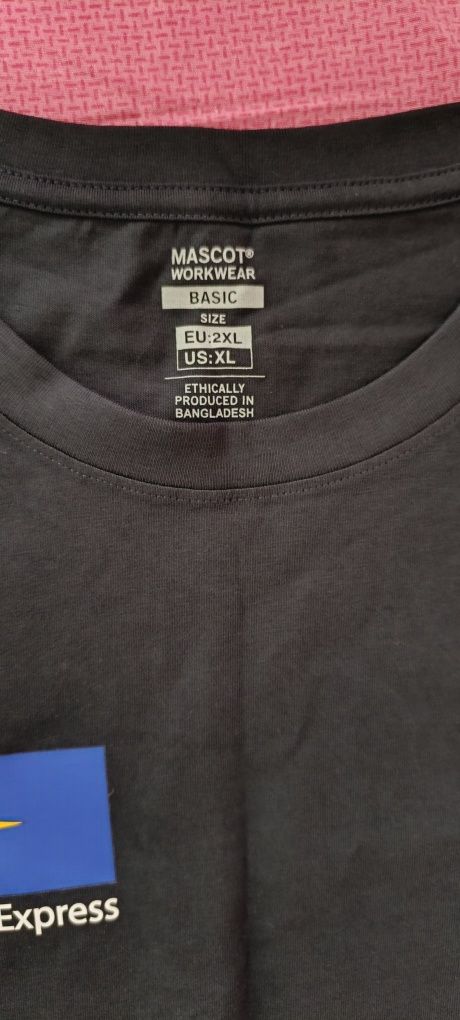 MASCOT®
WORKWEAR
BASIC
SIZE
EU:2XL
US:XL
ETHICALLY
PRODUCED IN
BANGLADESH
Express